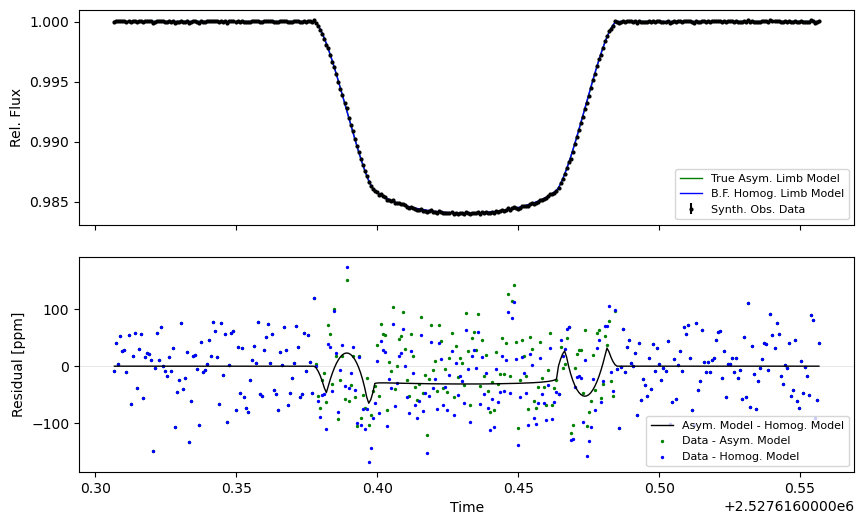 1.000
0.995
0.990
0.985
Rel. Flux
True Asym. Limb Model
B.F. Homog. Limb Model
Synth. Obs. Data
100
0
−100
Residual [ppm]
Asym. Model - Homog. Model
Data - Asym. Model
Data - Homog. Model
0.30 0.35 0.40 0.45 0.50 0.55
Time
+2.5276160000e6